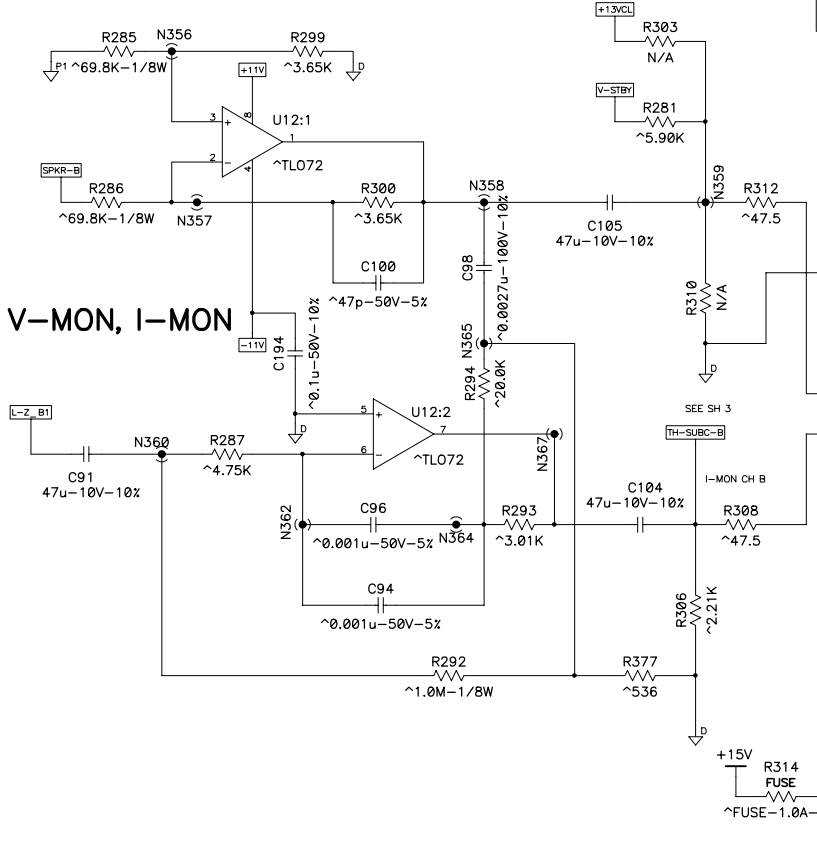 +13VCL
R303
N/A
R285
N356
R299
P1
^69.8K-1/8W
+11V
^3.65K
D
V-STBY
R281
^5.90K
3
+
8
U12:1
1
2
-
4
^TL072
SPKR-B
R286
^69.8K-1/8W
N357
R300
^3.65K
N358
C105
47u-10V-10%
N359
R312
^47.5
C100
^47p-50V-5%
C98
^0.0027u-100V-10%
R310
N/A
V-MON, I-MON
-11V
C194
^0.1u-50V-10%
N365
R294
^20.0K
D
SEE SH 3
TH-SUBC-B
L-Z_B1
5
+
U12:2
7
6
-
^TL072
D
N360
R287
^4.75K
C91
47u-10V-10%
N367
I-MON CH B
C104
47u-10V-10%
N362
C96
^0.001u-50V-5%
N364
R293
^3.01K
R308
^47.5
C94
^0.001u-50V-5%
R306
^2.21K
R292
^1.0M-1/8W
R377
^536
D
+15V
R314
FUSE
^FUSE-1.0A-